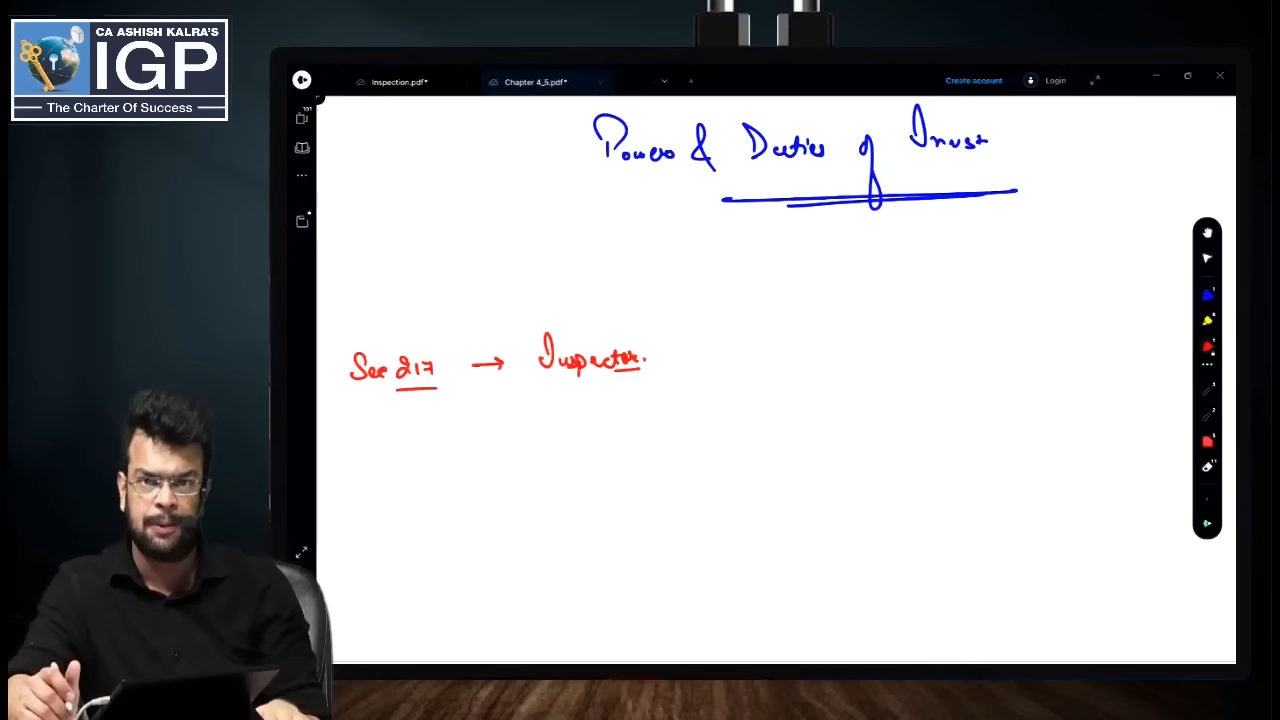 CA ASHISH KALRA'S
IGP
The Charter Of Success
Inspection.pdf*
Chapter 4_5.pdf*
Create account
Login
Powers & Duties of
Sec 217 → Inspector.